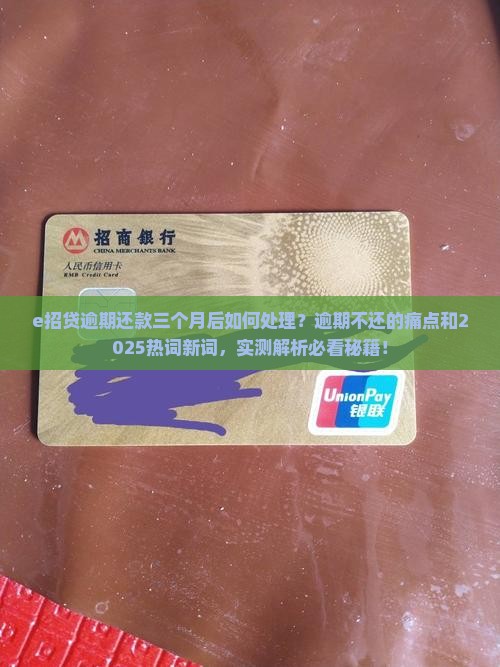 招商银行
CHINA MERCHANTS BANK
人民币信用卡
RMB Credit Card
e招贷逾期还款三个月后如何处理？逾期不还的痛点和2
025热词新词，实测解析必看秘籍！
UnionPay
银联